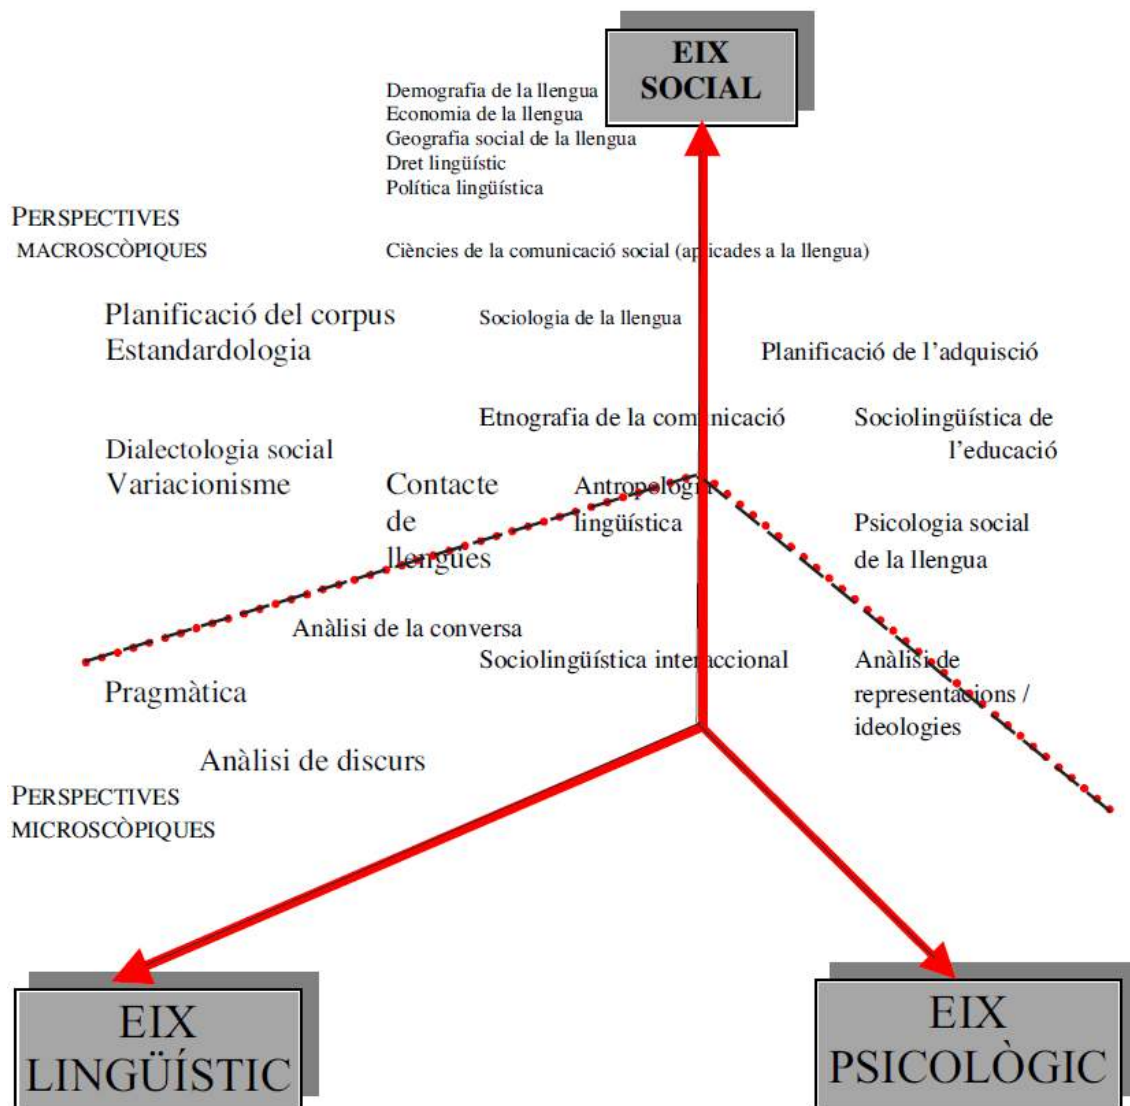 EIX
SOCIAL
Demografia de la llengua
Economia de la llengua
Geografia social de la llengua
Dret lingüístic
Política lingüística
PERSPECTIVES
MACROSCÒPIQUES
Ciències de la comunicació social (aplicades a la llengua)
Planificació del corpus
Estandardologia
Sociologia de la llengua
Planificació de l’adquisció
Etnografia de la comunicació
Sociolingüística de
l’educació
Dialectologia social
Variacionisme
Contacte
de
llengües
Antropologia
lingüística
Psicologia social
de la llengua
Anàlisi de la conversa
Sociolingüística interaccional
Anàlisi de
representacions /
ideologies
Pragmàtica
Anàlisi de discurs
PERSPECTIVES
MICROSCÒPIQUES
EIX
LINGÜÍSTIC
EIX
PSICOLÒGIC